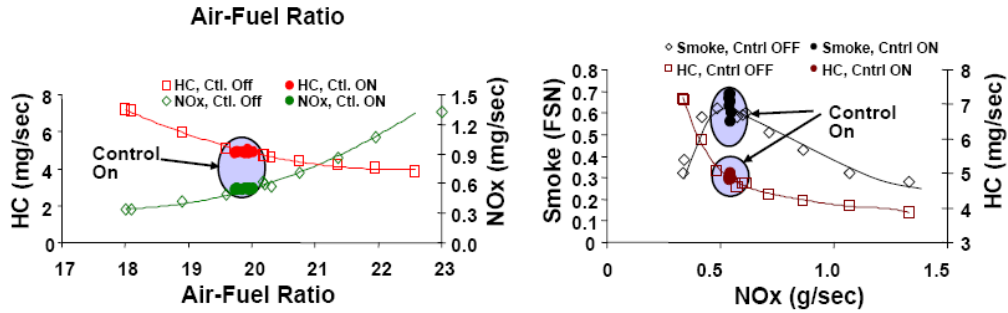 Air-Fuel Ratio
HC, Ctl. Off HC, Ctl. ON
NOx, Ctl. Off NOx, Ctl. ON
HC (mg/sec)
8
6
4
2
0
Control
On
1.5
1.2
0.9
0.6
0.3
0.0
NOx (mg/sec)
17 18 19 20 21 22 23
Air-Fuel Ratio
Smoke, Cntrl OFF Smoke, Cntrl ON
HC, Cntrl OFF HC, Cntrl ON
Smoke (FSN)
0.8
0.7
0.6
0.5
0.4
0.3
0.2
0.1
0
Control
On
8
7
6
5
4
3
HC (mg/sec)
0 0.5 1.0 1.5
NOx (g/sec)